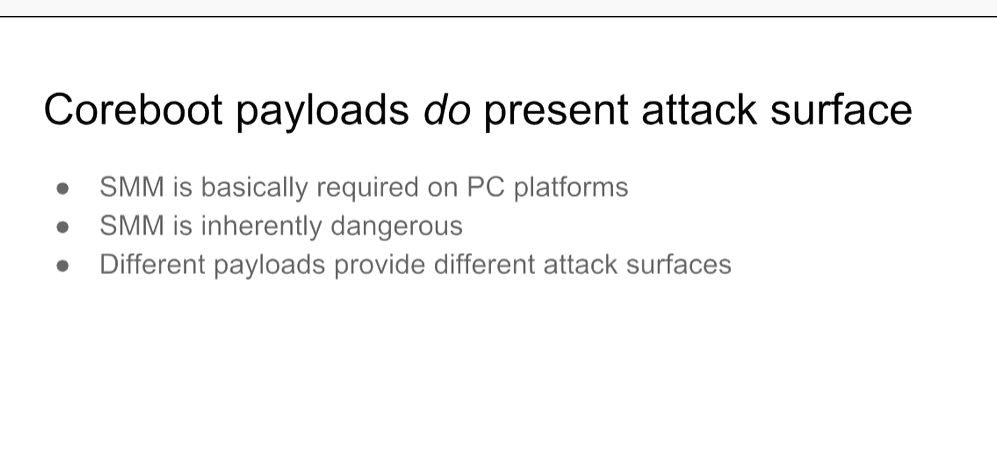 Coreboot payloads do present attack surface
● SMM is basically required on PC platforms
● SMM is inherently dangerous
● Different payloads provide different attack surfaces